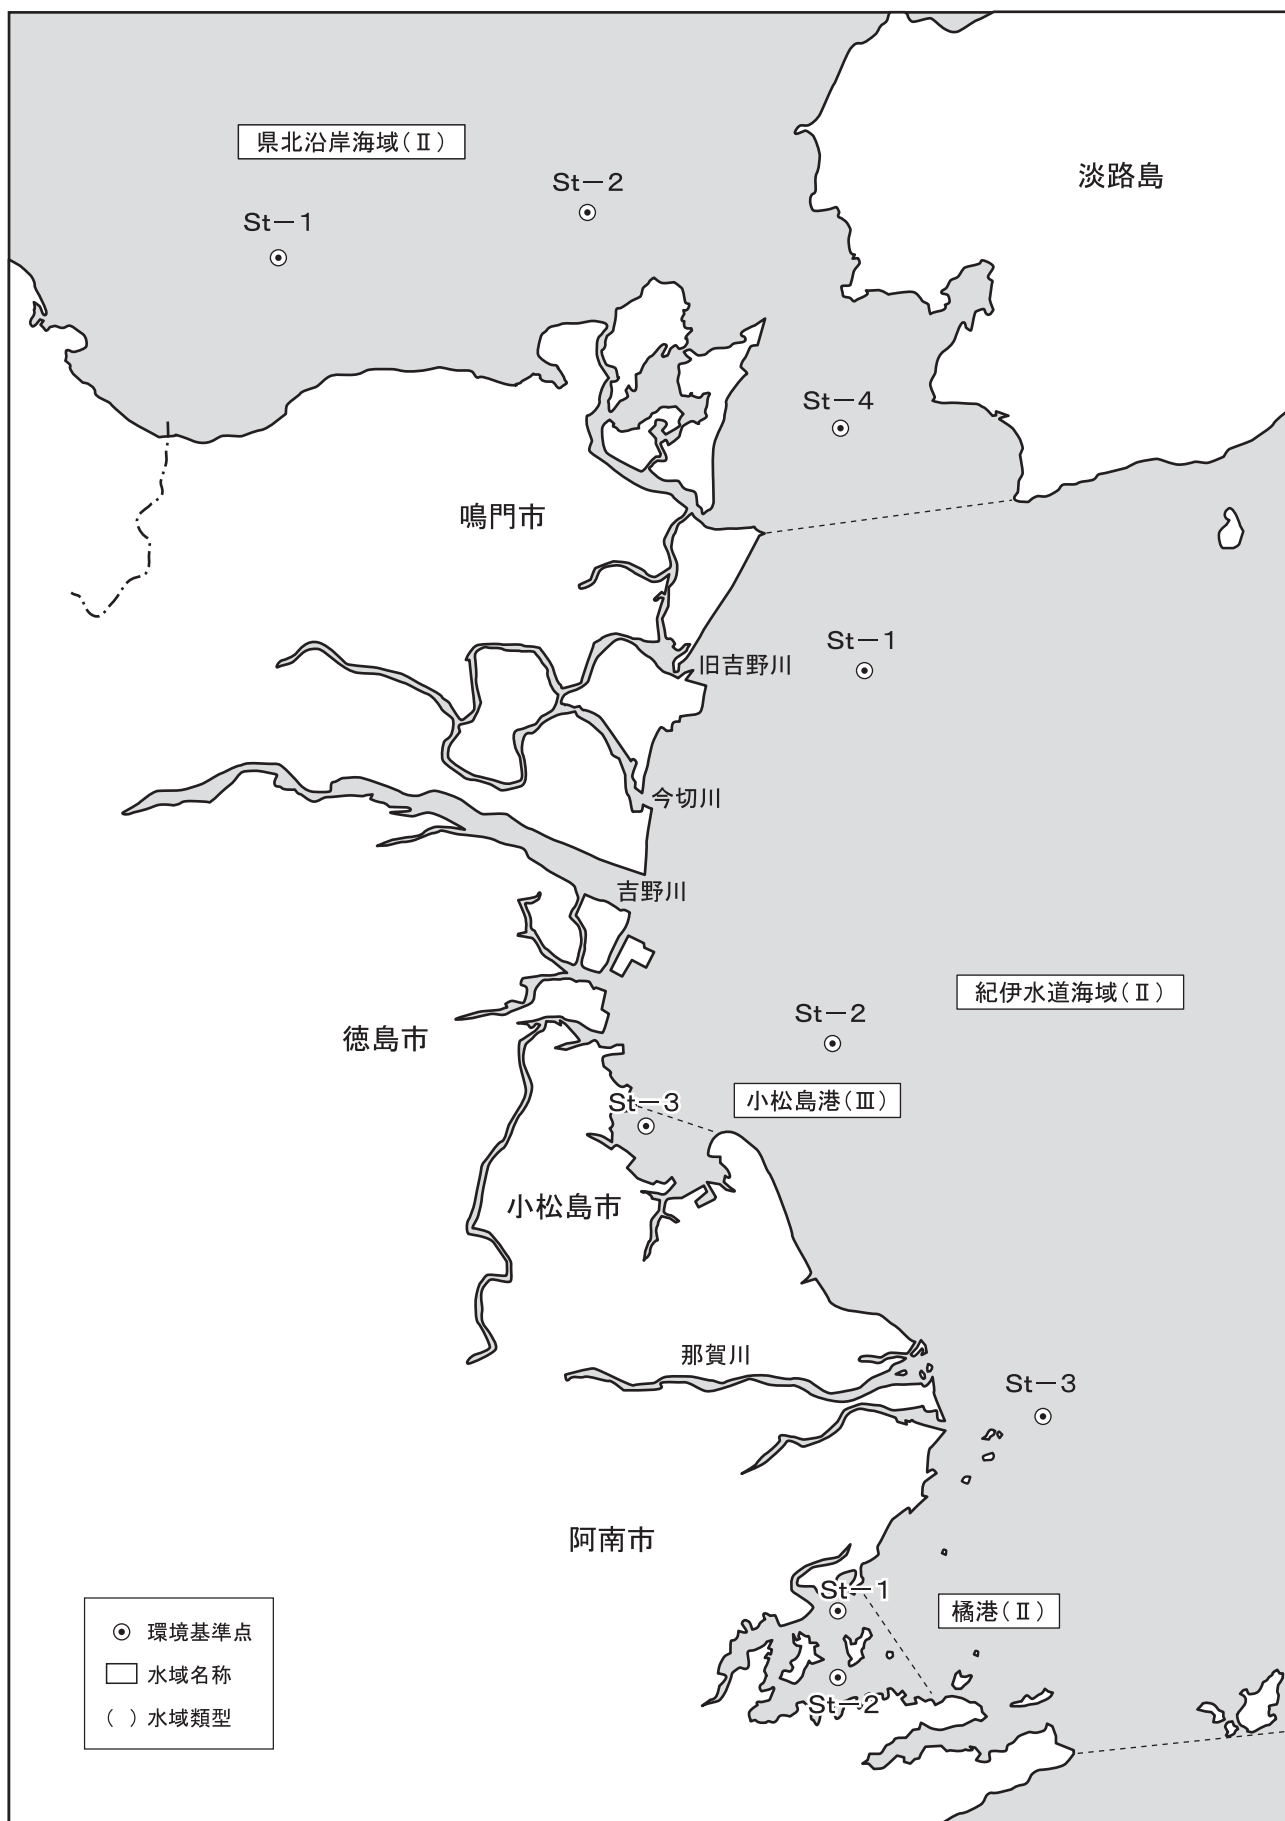 県北沿岸海域(Ⅱ)
St－2
淡路島
St－1
St－4
鳴門市
St－1
旧吉野川
今切川
吉野川
紀伊水道海域(Ⅱ)
St－2
徳島市
小松島港(Ⅲ)
St－3
小松島市
那賀川
St－3
阿南市
St－1
橘港(Ⅱ)
St－2
環境基準点
水域名称
( ) 水域類型